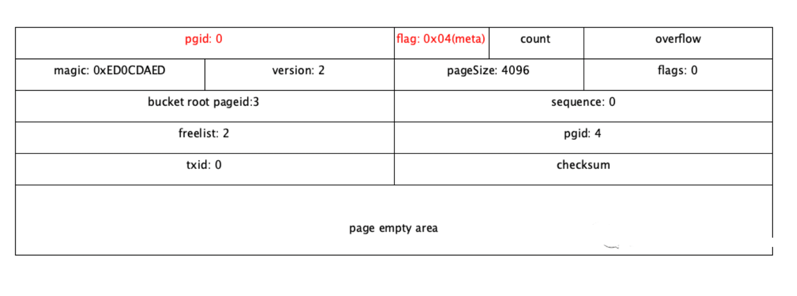 pgid: 0 flag: 0x04(meta) count overflow
magic: 0xED0CDAED version: 2 pageSize: 4096 flags: 0
bucket root pageid:3 sequence: 0
freelist: 2 pgid: 4
txid: 0 checksum
page empty area